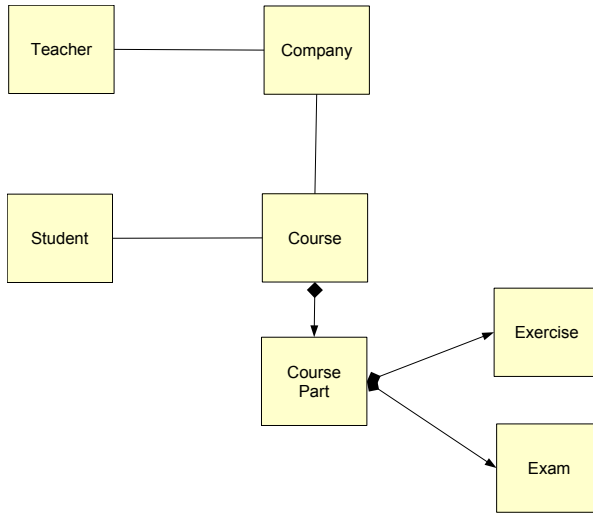 Teacher
Company
Student
Course
Course
Part
Exercise
Exam